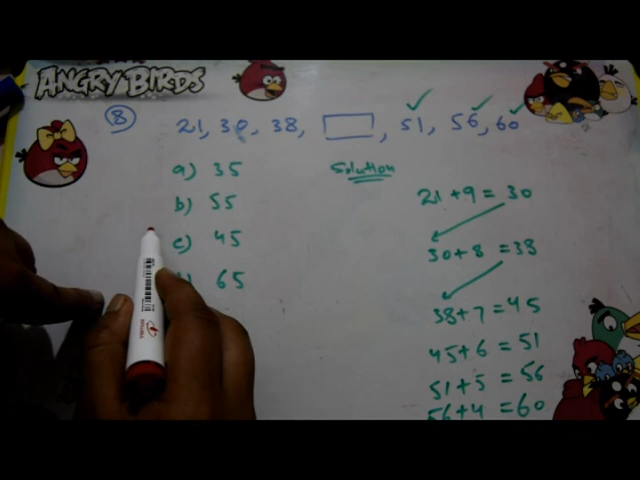 ANGRY BIRDS
8 21, 30, 38, , 51, 56, 60
Solution
a) 35
b) 55
c) 45
65
21 + 9 = 30
30 + 8 = 38
38 + 7 = 45
45 + 6 = 51
51 + 5 = 56
56 + 4 = 60